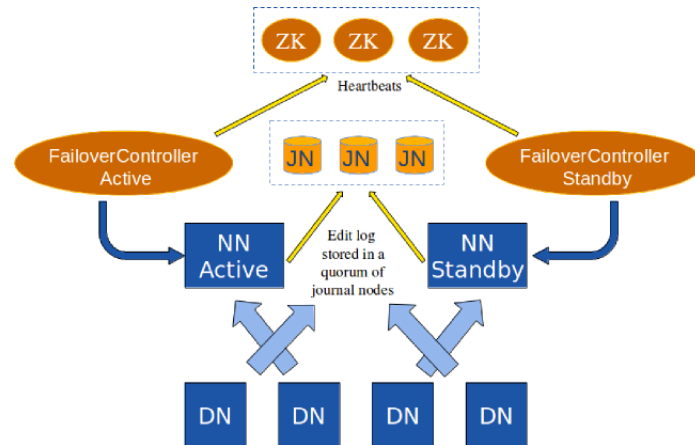 ZK ZK ZK
Heartbeats
FailoverController
Active
JN JN JN
FailoverController
Standby
NN
Active
Edit log
stored in a
quorum of
journal nodes
NN
Standby
DN DN DN DN